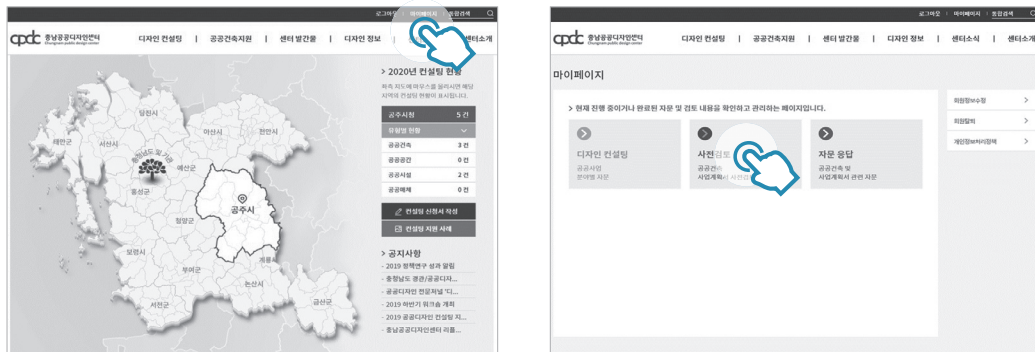 로그아웃 | 마이페이지 | 통합검색
cpdc 충남공공디자인센터
Chungnam public design center
디자인 컨설팅 | 공공건축지원 | 센터 발간물 | 디자인 정보 | 센터소개
> 2020년 컨설팅 현황
좌측 지도에 마우스를 올리시면 해당
지역의 컨설팅 현황이 표시됩니다.
공주시청 5 건
유형별 현황
공공건축 3 건
공공공간 0 건
공공시설 2 건
공공매체 0 건
컨설팅 신청서 작성
컨설팅 지원 사례
> 공지사항
- 2019 정책연구 성과 알림
- 충청남도 경관/공공디자...
- 공공디자인 전문저널 '디...
- 2019 하반기 워크숍 개최
- 2019 공공디자인 컨설팅 지...
- 충남공공디자인센터 리플...
당진시
아산시
천안시
태안군
서산시
충청남도 및 기관
예산군
홍성군
공주시
청양군
보령시
계룡시
부여군
논산시
서천군
금산군
로그아웃 | 마이페이지 | 통합검색
cpdc 충남공공디자인센터
Chungnam public design center
디자인 컨설팅 | 공공건축지원 | 센터 발간물 | 디자인 정보 | 센터소식 | 센터소개
마이페이지
> 현재 진행 중이거나 완료된 자문 및 검토 내용을 확인하고 관리하는 페이지입니다.
디자인 컨설팅
공공사업
분야별 자문
사전검토
공공건축
사업계획서 사전검토
자문 응답
공공건축 및
사업계획서 관련 자문
회원정보수정 >
회원탈퇴 >
개인정보처리정책 >